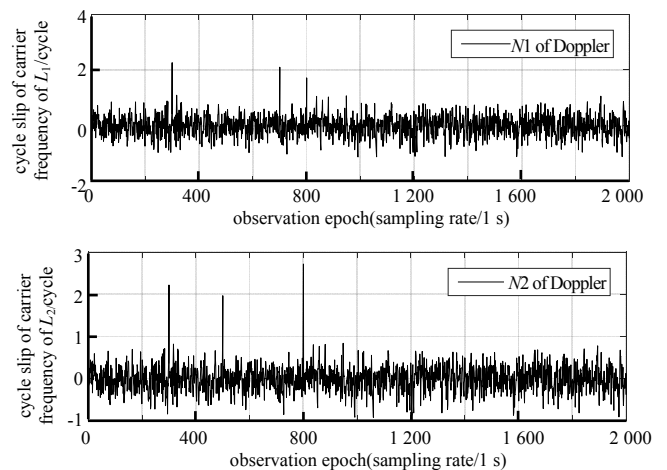 cycle slip of carrier
frequency of L₁/cycle
4
2
0
-2
N1 of Doppler
0
400
800
1 200
1 600
2 000
observation epoch(sampling rate/1 s)
cycle slip of carrier
frequency of L₂/cycle
3
2
1
0
-1
N2 of Doppler
0
400
800
1 200
1 600
2 000
observation epoch(sampling rate/1 s)